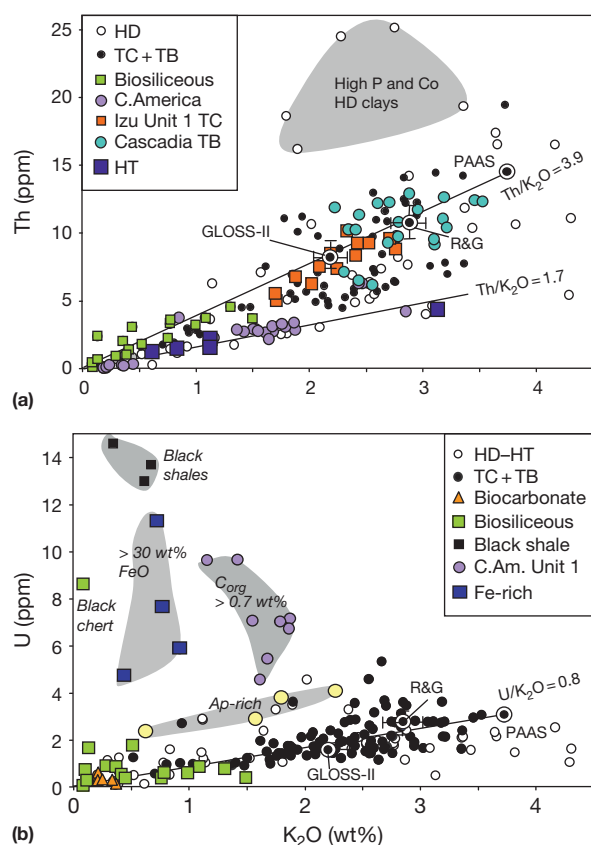 25
20
15
10
5
0
Th (ppm)
HD
TC + TB
Biosiliceous
C.America
Izu Unit 1 TC
Cascadia TB
HT
High P and Co
HD clays
PAAS
Th/K2O = 3.9
GLOSS-II
R&G
Th/K2O = 1.7
0
1
2
3
4
(a)
14
12
10
8
6
4
2
0
U (ppm)
Black
shales
HD–HT
TC + TB
Biocarbonate
Biosiliceous
Black shale
C.Am. Unit 1
Fe-rich
> 30 wt%
FeO
Corg
> 0.7 wt%
Black
chert
Ap-rich
R&G
U/K2O = 0.8
PAAS
GLOSS-II
0
1
2
3
4
K2O (wt%)
(b)